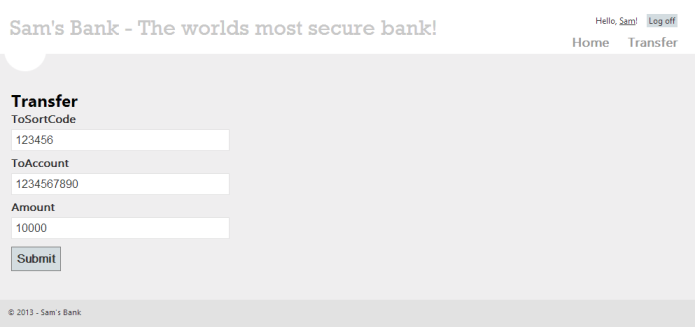 Sam's Bank - The worlds most secure bank!
Hello, Sam! Log off
Home Transfer
Transfer
ToSortCode
123456
ToAccount
1234567890
Amount
10000
Submit
© 2013 - Sam's Bank